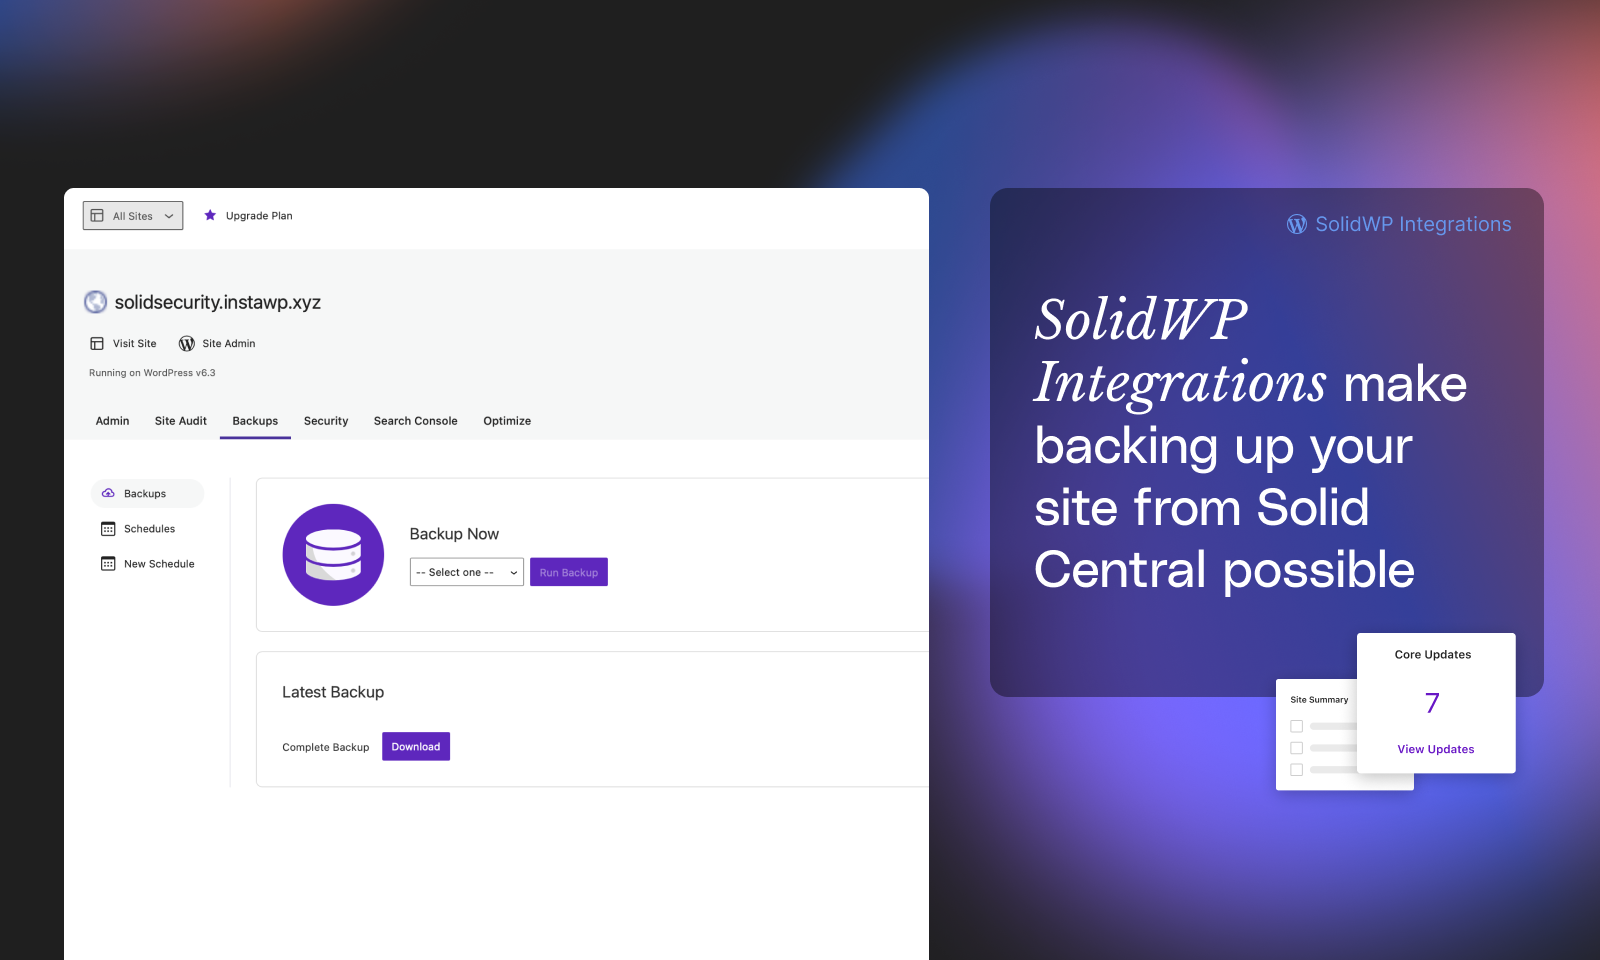 All Sites
Upgrade Plan
solidsecurity.instawp.xyz
Visit Site
Site Admin
Running on WordPress v6.3
Admin
Site Audit
Backups
Security
Search Console
Optimize
Backups
Schedules
New Schedule
Backup Now
-- Select one --
Run Backup
Latest Backup
Complete Backup
Download
SolidWP Integrations
SolidWP
Integrations make
backing up your
site from Solid
Central possible
Core Updates
7
View Updates
Site Summary